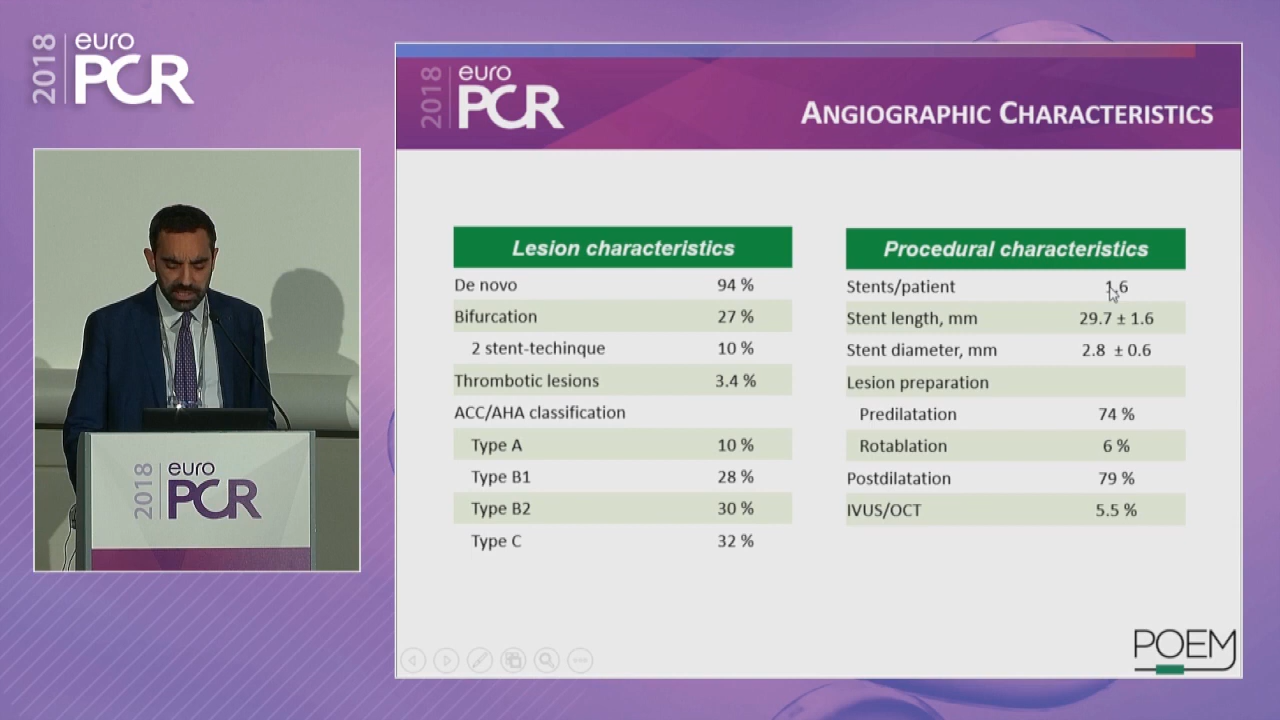 2018 euro PCR
2018 euro PCR
ANGIOGRAPHIC CHARACTERISTICS
Lesion characteristics
De novo 94 %
Bifurcation 27 %
2 stent-techinque 10 %
Thrombotic lesions 3.4 %
ACC/AHA classification
Type A 10 %
Type B1 28 %
Type B2 30 %
Type C 32 %
Procedural characteristics
Stents/patient 1.6
Stent length, mm 29.7 ± 1.6
Stent diameter, mm 2.8 ± 0.6
Lesion preparation
Predilatation 74 %
Rotablation 6 %
Postdilatation 79 %
IVUS/OCT 5.5 %
POEM
2018 euro PCR